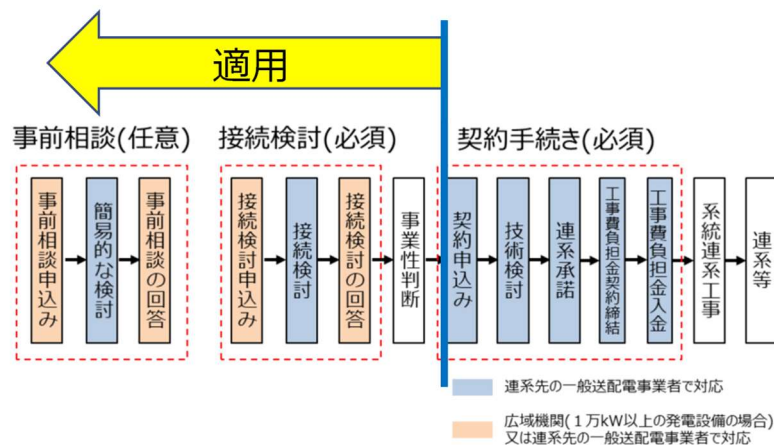 適用
事前相談(任意)
接続検討(必須)
契約手続き(必須)
事前相談申込み
簡易的な検討
事前相談の回答
接続検討申込み
接続検討
接続検討の回答
事業性判断
契約申込み
技術検討
連系承諾
工事費負担金契約締結
工事費負担金入金
系統連系工事
連系等
連系先の一般送配電事業者で対応
広域機関(1万kW以上の発電設備の場合)
又は連系先の一般送配電事業者で対応